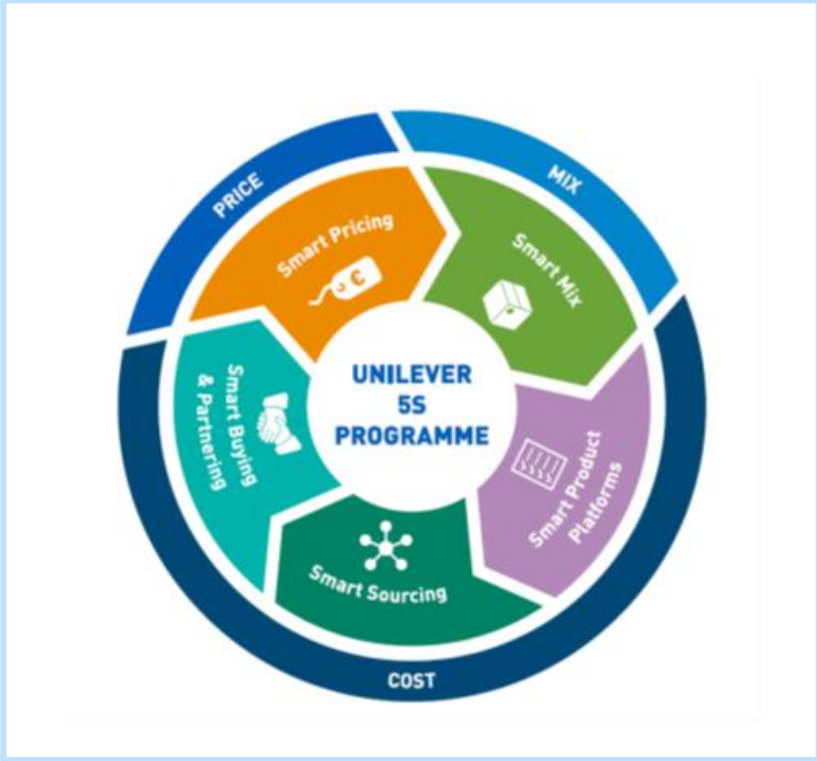 PRICE
MIX
Smart Pricing
€
Smart Mix
Smart Buying
& Partnering
UNILEVER
5S
PROGRAMME
Smart Product
Platforms
Smart Sourcing
COST